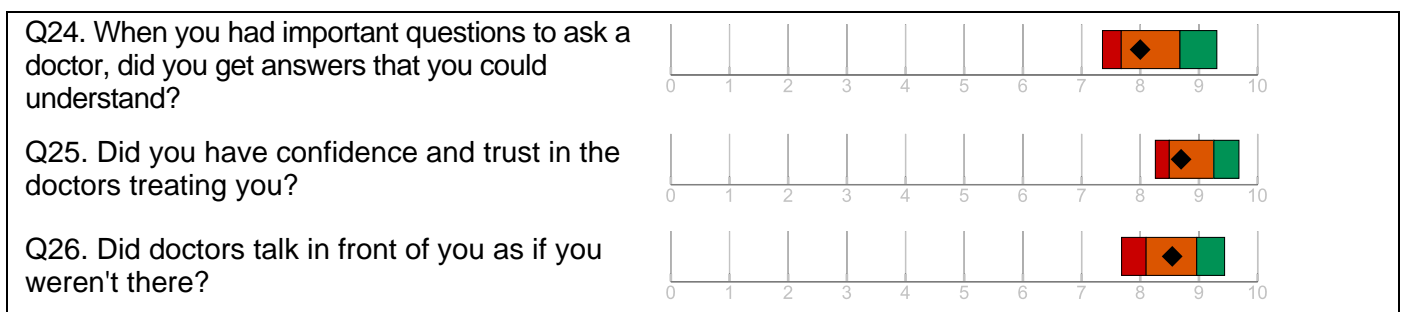 Q24. When you had important questions to ask a
doctor, did you get answers that you could
understand?
0 1 2 3 4 5 6 7 8 9 10
Q25. Did you have confidence and trust in the
doctors treating you?
0 1 2 3 4 5 6 7 8 9 10
Q26. Did doctors talk in front of you as if you
weren't there?
0 1 2 3 4 5 6 7 8 9 10